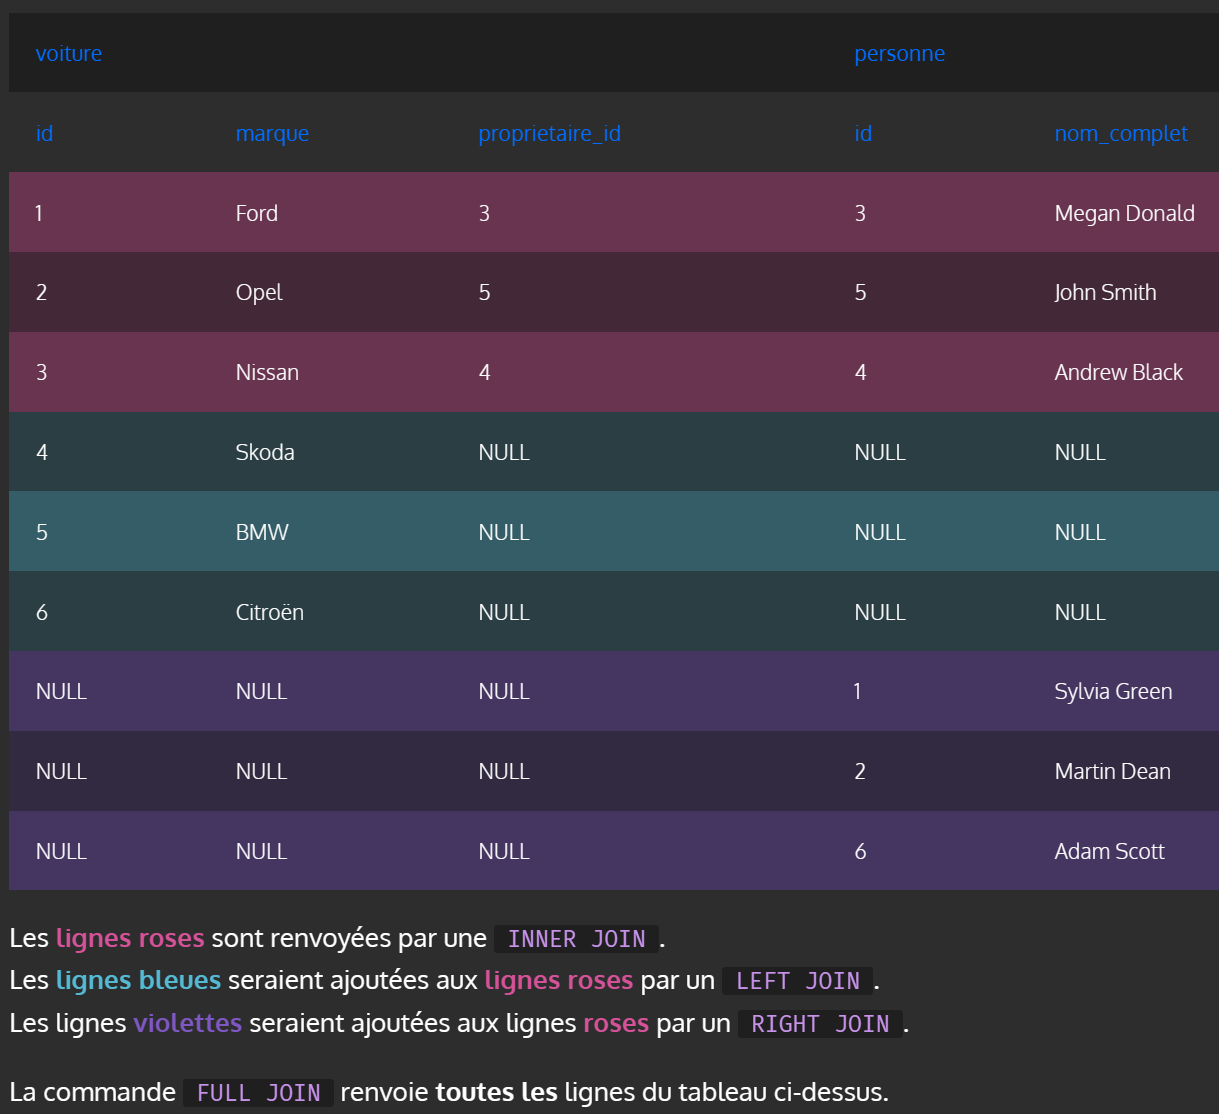 voiture personne
id marque proprietaire_id id nom_complet
1 Ford 3 3 Megan Donald
2 Opel 5 5 John Smith
3 Nissan 4 4 Andrew Black
4 Skoda NULL NULL NULL
5 BMW NULL NULL NULL
6 Citroën NULL NULL NULL
NULL NULL NULL 1 Sylvia Green
NULL NULL NULL 2 Martin Dean
NULL NULL NULL 6 Adam Scott
Les lignes roses sont renvoyées par une INNER JOIN .
Les lignes bleues seraient ajoutées aux lignes roses par un LEFT JOIN .
Les lignes violettes seraient ajoutées aux lignes roses par un RIGHT JOIN .
La commande FULL JOIN renvoie toutes les lignes du tableau ci-dessus.